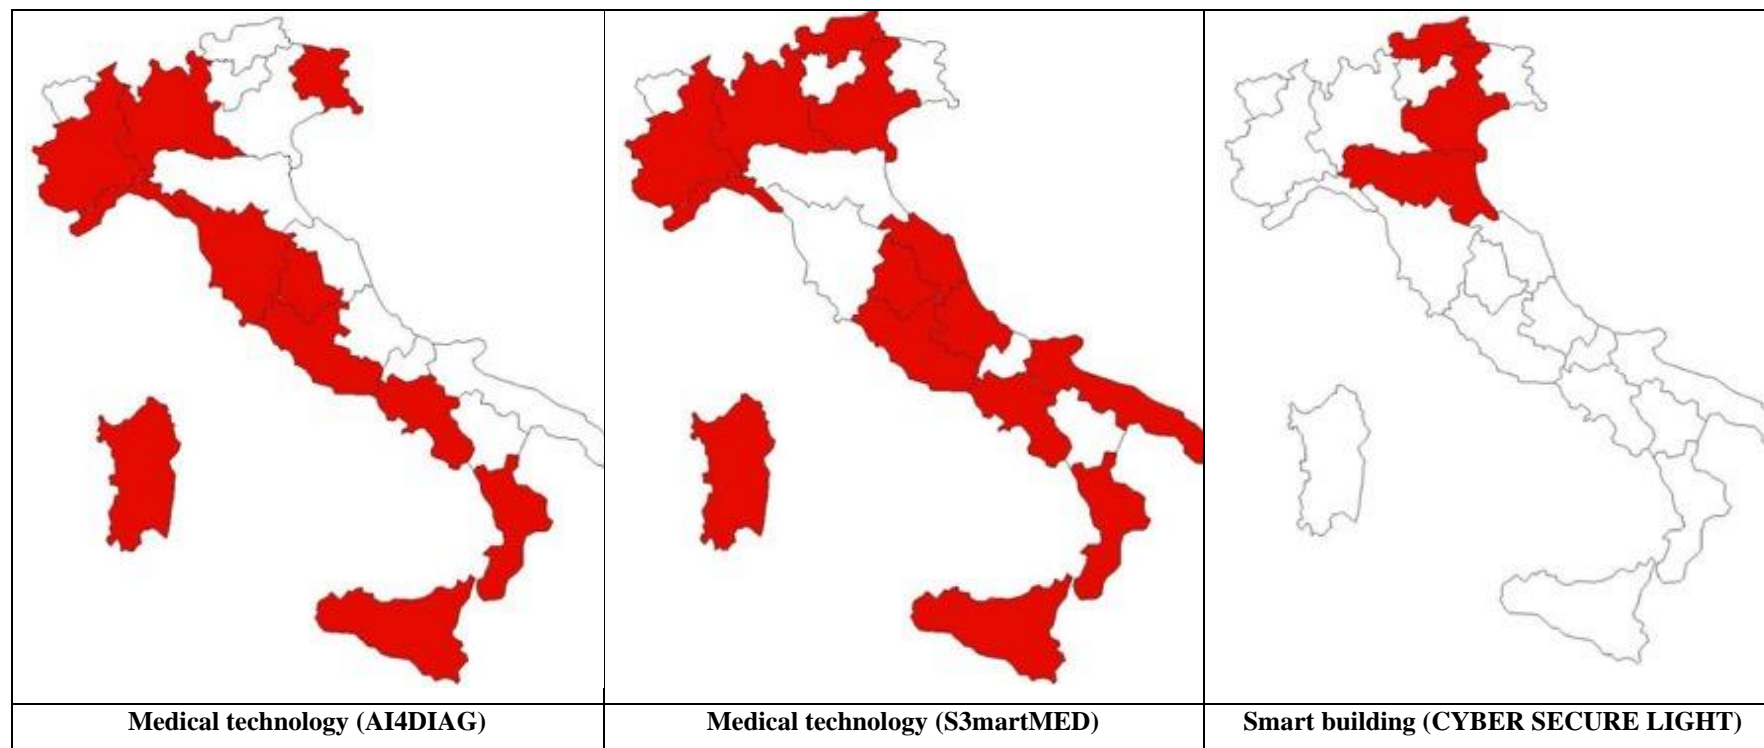 Medical technology (AI4DIAG)
Medical technology (S3martMED)
Smart building (CYBER SECURE LIGHT)